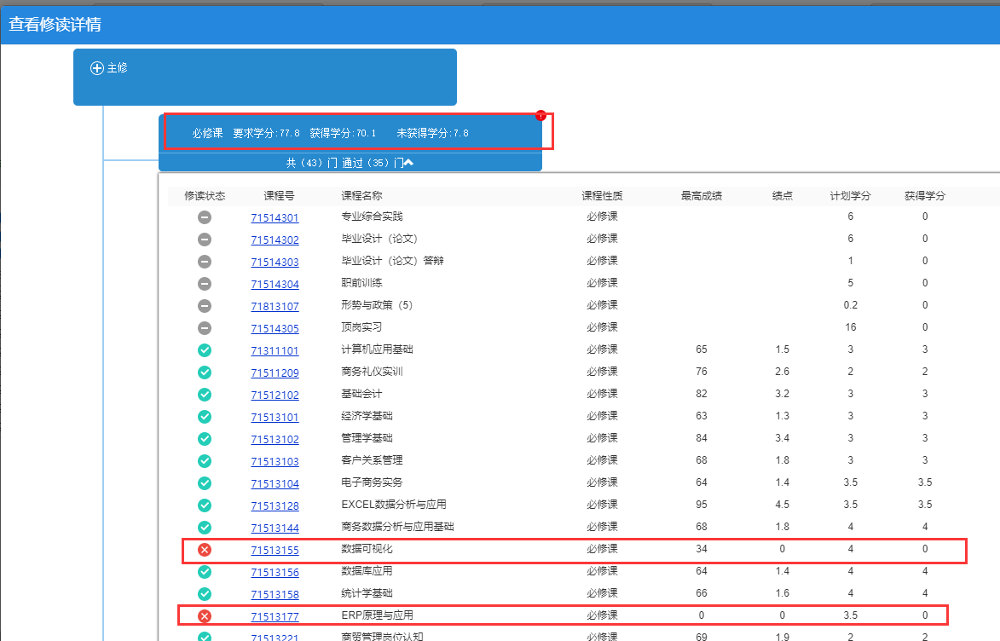 查看修读详情
主修
必修课 要求学分:77.8 获得学分:70.1 未获得学分:7.8
共（43）门 通过（35）门
修读状态 课程号 课程名称 课程性质 最高成绩 绩点 计划学分 获得学分
71514301 专业综合实践 必修课 6 0
71514302 毕业设计（论文） 必修课 6 0
71514303 毕业设计（论文）答辩 必修课 1 0
71514304 职前训练 必修课 5 0
71813107 形势与政策（5） 必修课 0.2 0
71514305 顶岗实习 必修课 16 0
71311101 计算机应用基础 必修课 65 1.5 3 3
71511209 商务礼仪实训 必修课 76 2.6 2 2
71512102 基础会计 必修课 82 3.2 3 3
71513101 经济学基础 必修课 63 1.3 3 3
71513102 管理学基础 必修课 84 3.4 3 3
71513103 客户关系管理 必修课 68 1.8 3 3
71513104 电子商务实务 必修课 64 1.4 3.5 3.5
71513128 EXCEL数据分析与应用 必修课 95 4.5 3.5 3.5
71513144 商务数据分析与应用基础 必修课 68 1.8 4 4
71513155 数据可视化 必修课 34 0 4 0
71513156 数据库应用 必修课 64 1.4 4 4
71513158 统计学基础 必修课 66 1.6 4 4
71513177 ERP原理与应用 必修课 0 0 3.5 0
71513221 商贸管理岗位认知 必修课 69 1.9 2 2